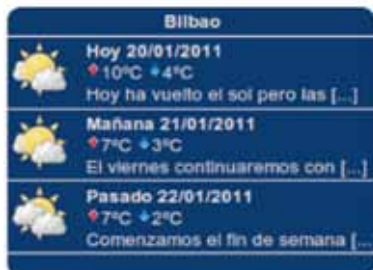 Bilbao
Hoy 20/01/2011
10ºC 4ºC
Hoy ha vuelto el sol pero las [...]
Mañana 21/01/2011
7ºC 3ºC
El viernes continuaremos con [...]
Pasado 22/01/2011
7ºC 2ºC
Comenzamos el fin de semana [...